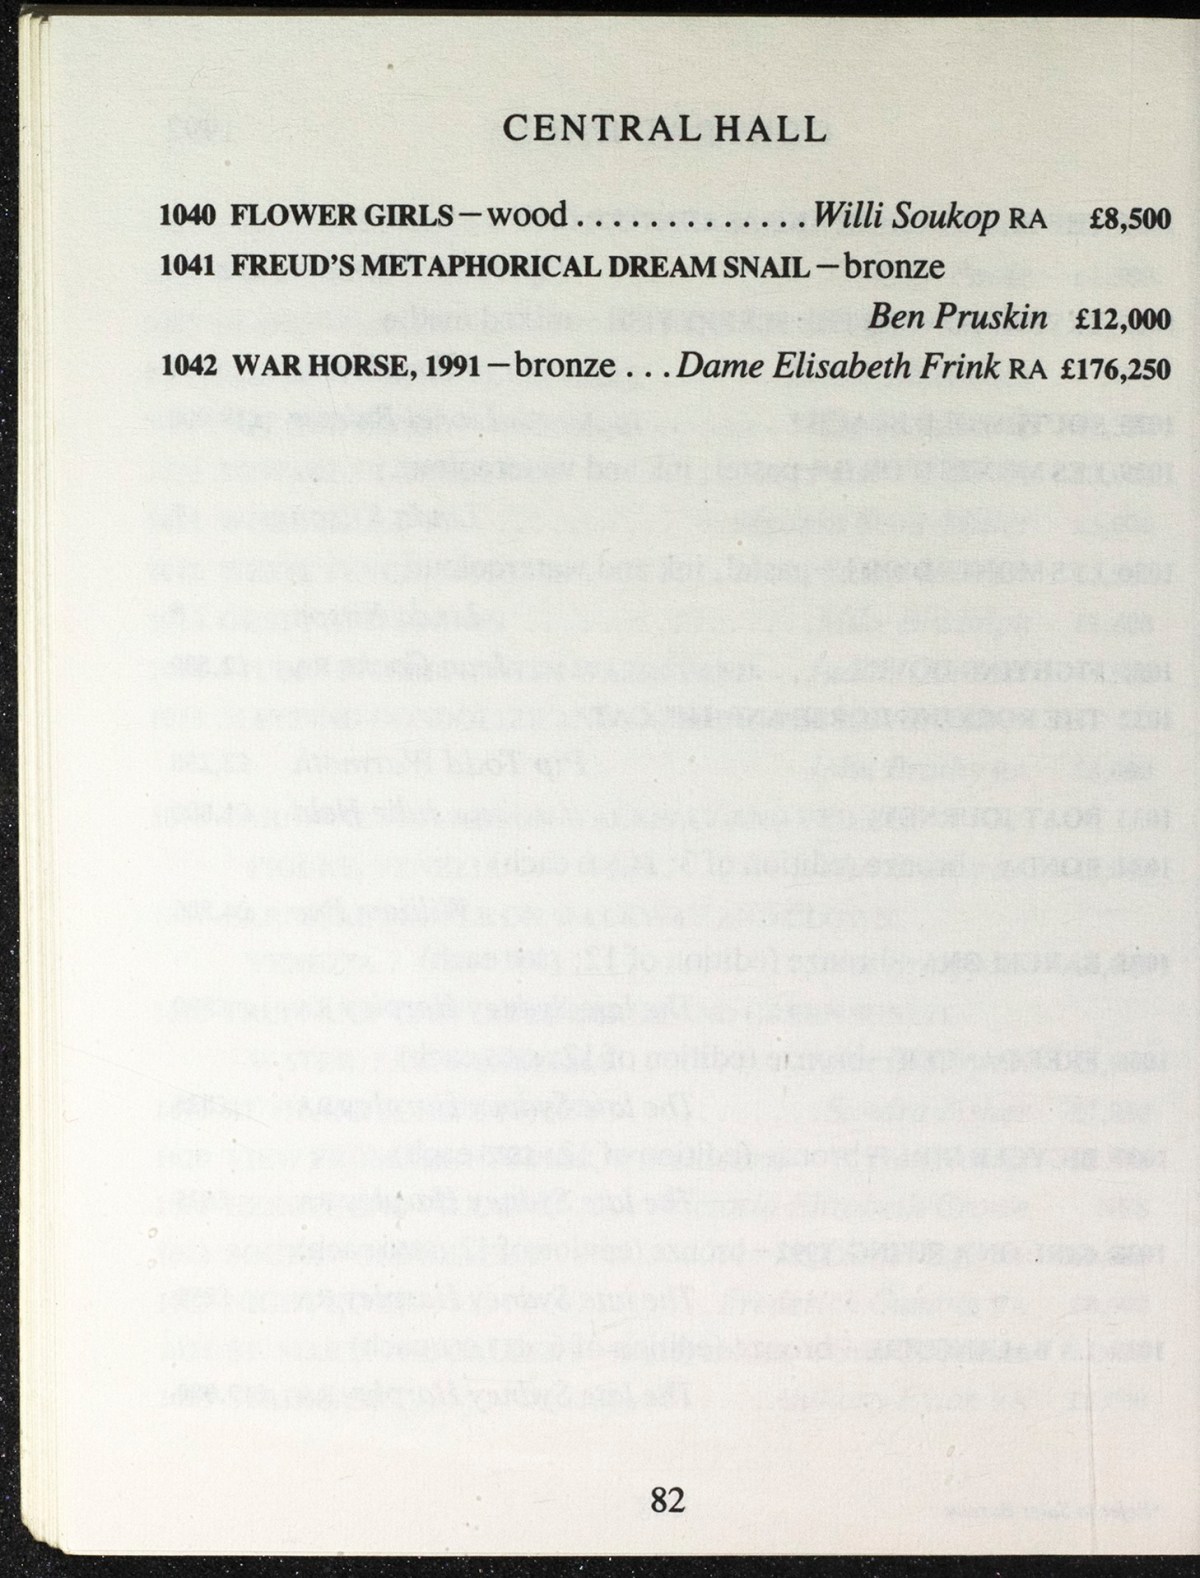 CENTRAL HALL
1040 FLOWER GIRLS – wood ............. Willi Soukop RA £8,500
1041 FREUD'S METAPHORICAL DREAM SNAIL – bronze
Ben Pruskin £12,000
1042 WAR HORSE, 1991 – bronze ... Dame Elisabeth Frink RA £176,250
82